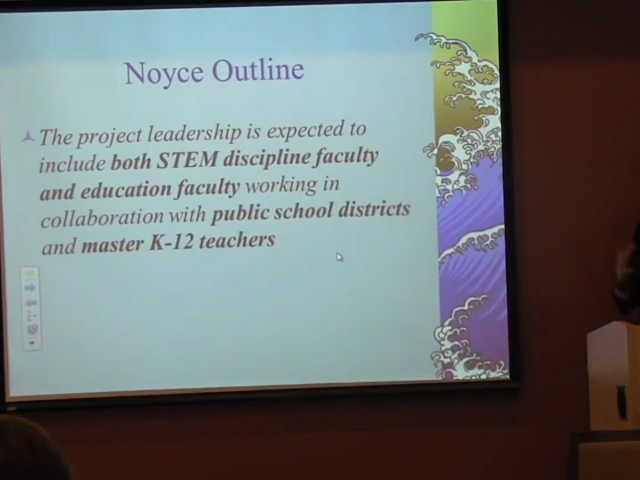 Noyce Outline
The project leadership is expected to
include both STEM discipline faculty
and education faculty working in
collaboration with public school districts
and master K-12 teachers